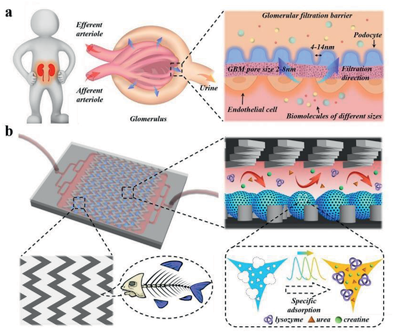 a
Efferent
arteriole
Afferent
arteriole
Glomerulus
Urine
Glomerular filtration barrier
Podocyte
4-14nm
GBM pore size 2-8nm
Filtration
direction
Endothelial cell
Biomolecules of different sizes
b
Specific
adsorption
lysozyme
urea
creatine